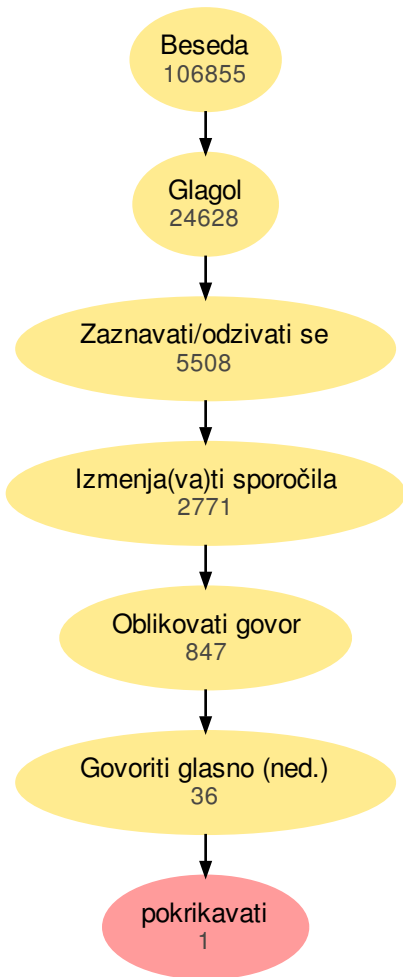 Beseda
106855
Glagol
24628
Zaznavati/odzivati se
5508
Izmenja(va)ti sporočila
2771
Oblikovati govor
847
Govoriti glasno (ned.)
36
pokrikavati
1